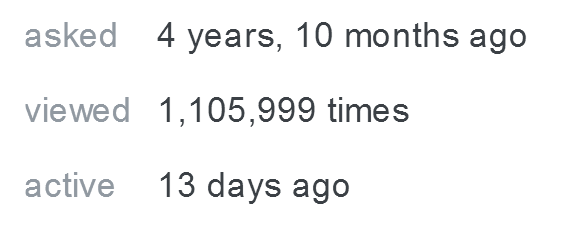 asked 4 years, 10 months ago
viewed 1,105,999 times
active 13 days ago